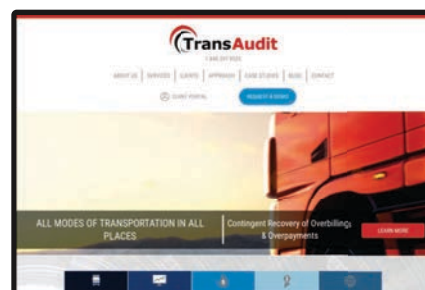 TransAudit
ABOUT US | SERVICES | CLIENTS | APPROACH | CASE STUDIES | BLOG | CONTACT
CLIENT PORTAL
REQUEST A DEMO
ALL MODES OF TRANSPORTATION IN ALL
PLACES
Contingent Recovery of Overbillings
& Overpayments
LEARN MORE